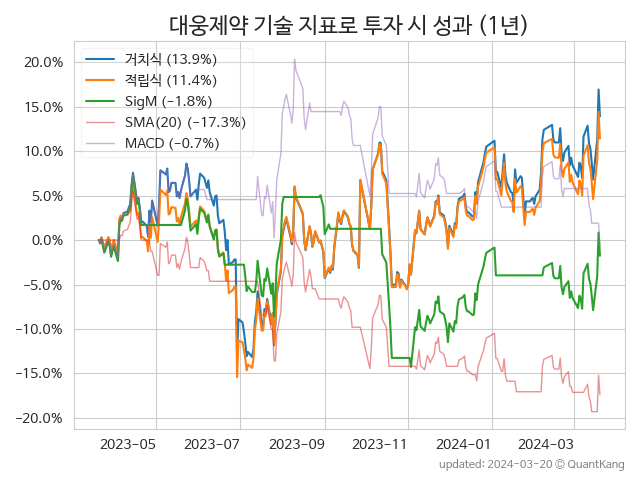 대웅제약 기술 지표로 투자 시 성과 (1년)
거치식 (13.9%)
적립식 (11.4%)
SigM (−1.8%)
SMA(20) (−17.3%)
MACD (−0.7%)
20.0%
15.0%
10.0%
5.0%
0.0%
−5.0%
−10.0%
−15.0%
−20.0%
2023-05 2023-07 2023-09 2023-11 2024-01 2024-03
updated: 2024-03-20 © QuantKang